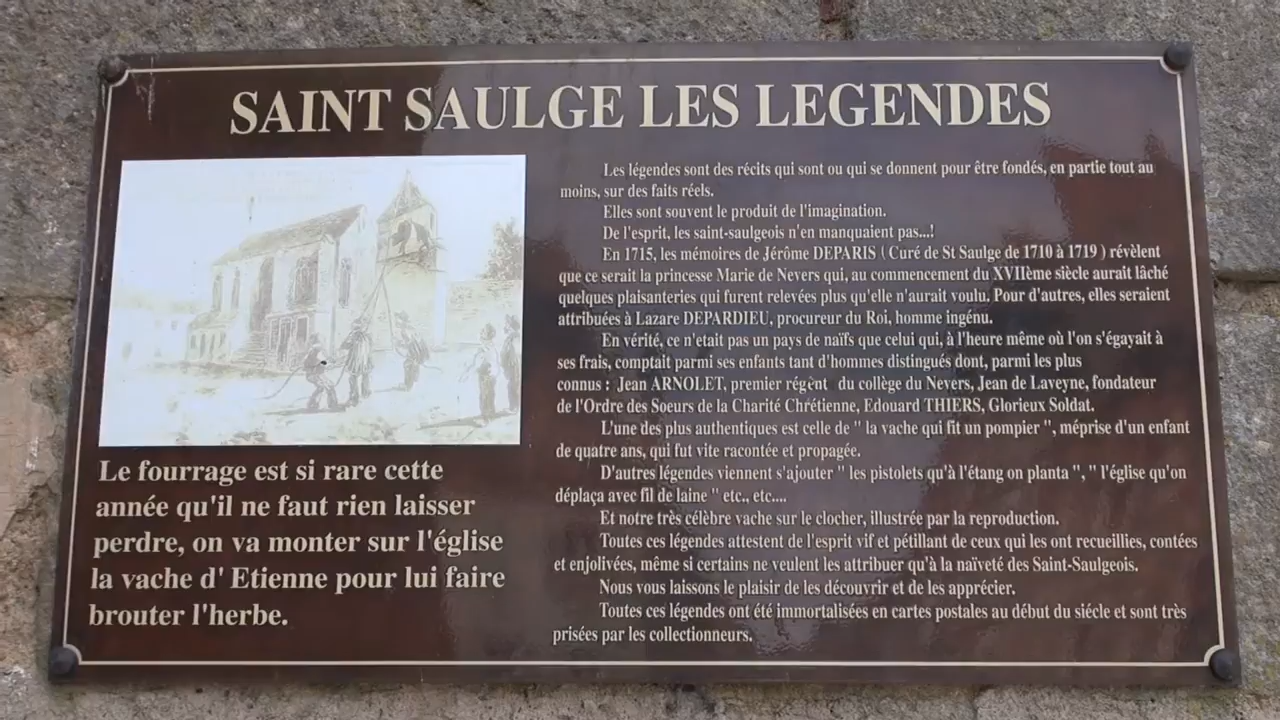 SAINT SAULGE LES LEGENDES
Le fourrage est si rare cette
année qu'il ne faut rien laisser
perdre, on va monter sur l'église
la vache d' Etienne pour lui faire
brouter l'herbe.
Les légendes sont des récits qui sont ou qui se donnent pour être fondés, en partie tout au
moins, sur des faits réels.
Elles sont souvent le produit de l'imagination.
De l'esprit, les saint-saulgeois n'en manquaient pas...!
En 1715, les mémoires de Jérôme DEPARIS ( Curé de St Saulge de 1710 à 1719 ) révèlent
que ce serait la princesse Marie de Nevers qui, au commencement du XVIIème siècle aurait lâché
quelques plaisanteries qui furent relevées plus qu'elle n'aurait voulu. Pour d'autres, elles seraient
attribuées à Lazare DEPARDIEU, procureur du Roi, homme ingénu.
En vérité, ce n'etait pas un pays de naïfs que celui qui, à l'heure même où l'on s'égayait à
ses frais, comptait parmi ses enfants tant d'hommes distingués dont, parmi les plus
connus : Jean ARNOLET, premier régent du collège du Nevers, Jean de Laveyne, fondateur
de l'Ordre des Soeurs de la Charité Chrétienne, Edouard THIERS, Glorieux Soldat.
L'une des plus authentiques est celle de " la vache qui fit un pompier ", méprise d'un enfant
de quatre ans, qui fut vite racontée et propagée.
D'autres légendes viennent s'ajouter " les pistolets qu'à l'étang on planta ", " l'église qu'on
déplaça avec fil de laine " etc., etc....
Et notre très célèbre vache sur le clocher, illustrée par la reproduction.
Toutes ces légendes attestent de l'esprit vif et pétillant de ceux qui les ont recueillies, contées
et enjolivées, même si certains ne veulent les attribuer qu'à la naïveté des Saint-Saulgeois.
Nous vous laissons le plaisir de les découvrir et de les apprécier.
Toutes ces légendes ont été immortalisées en cartes postales au début du siécle et sont très
prisées par les collectionneurs.